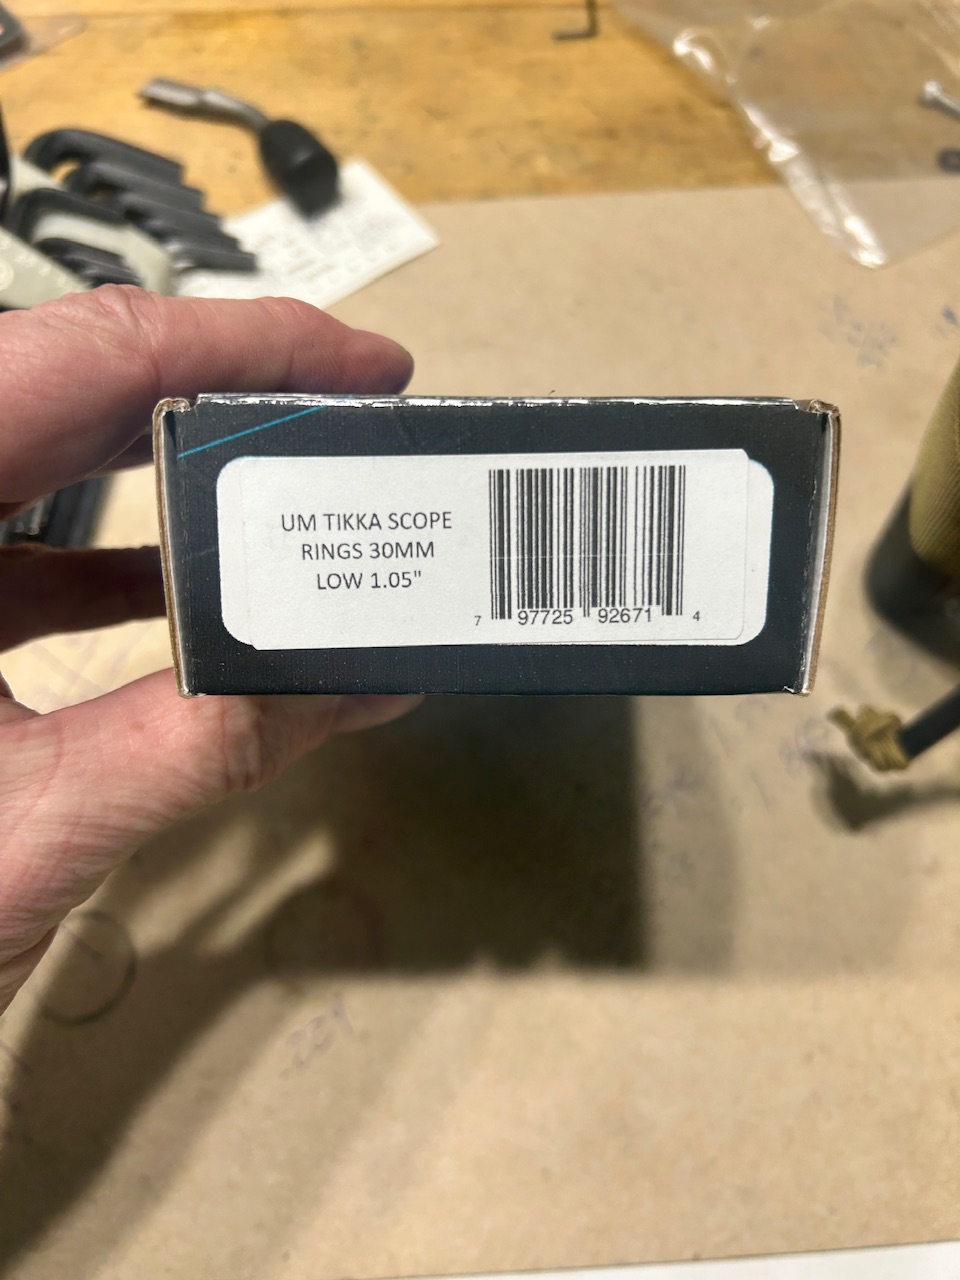 UM TIKKA SCOPE
RINGS 30MM
LOW 1.05"
7 97725 92671 4